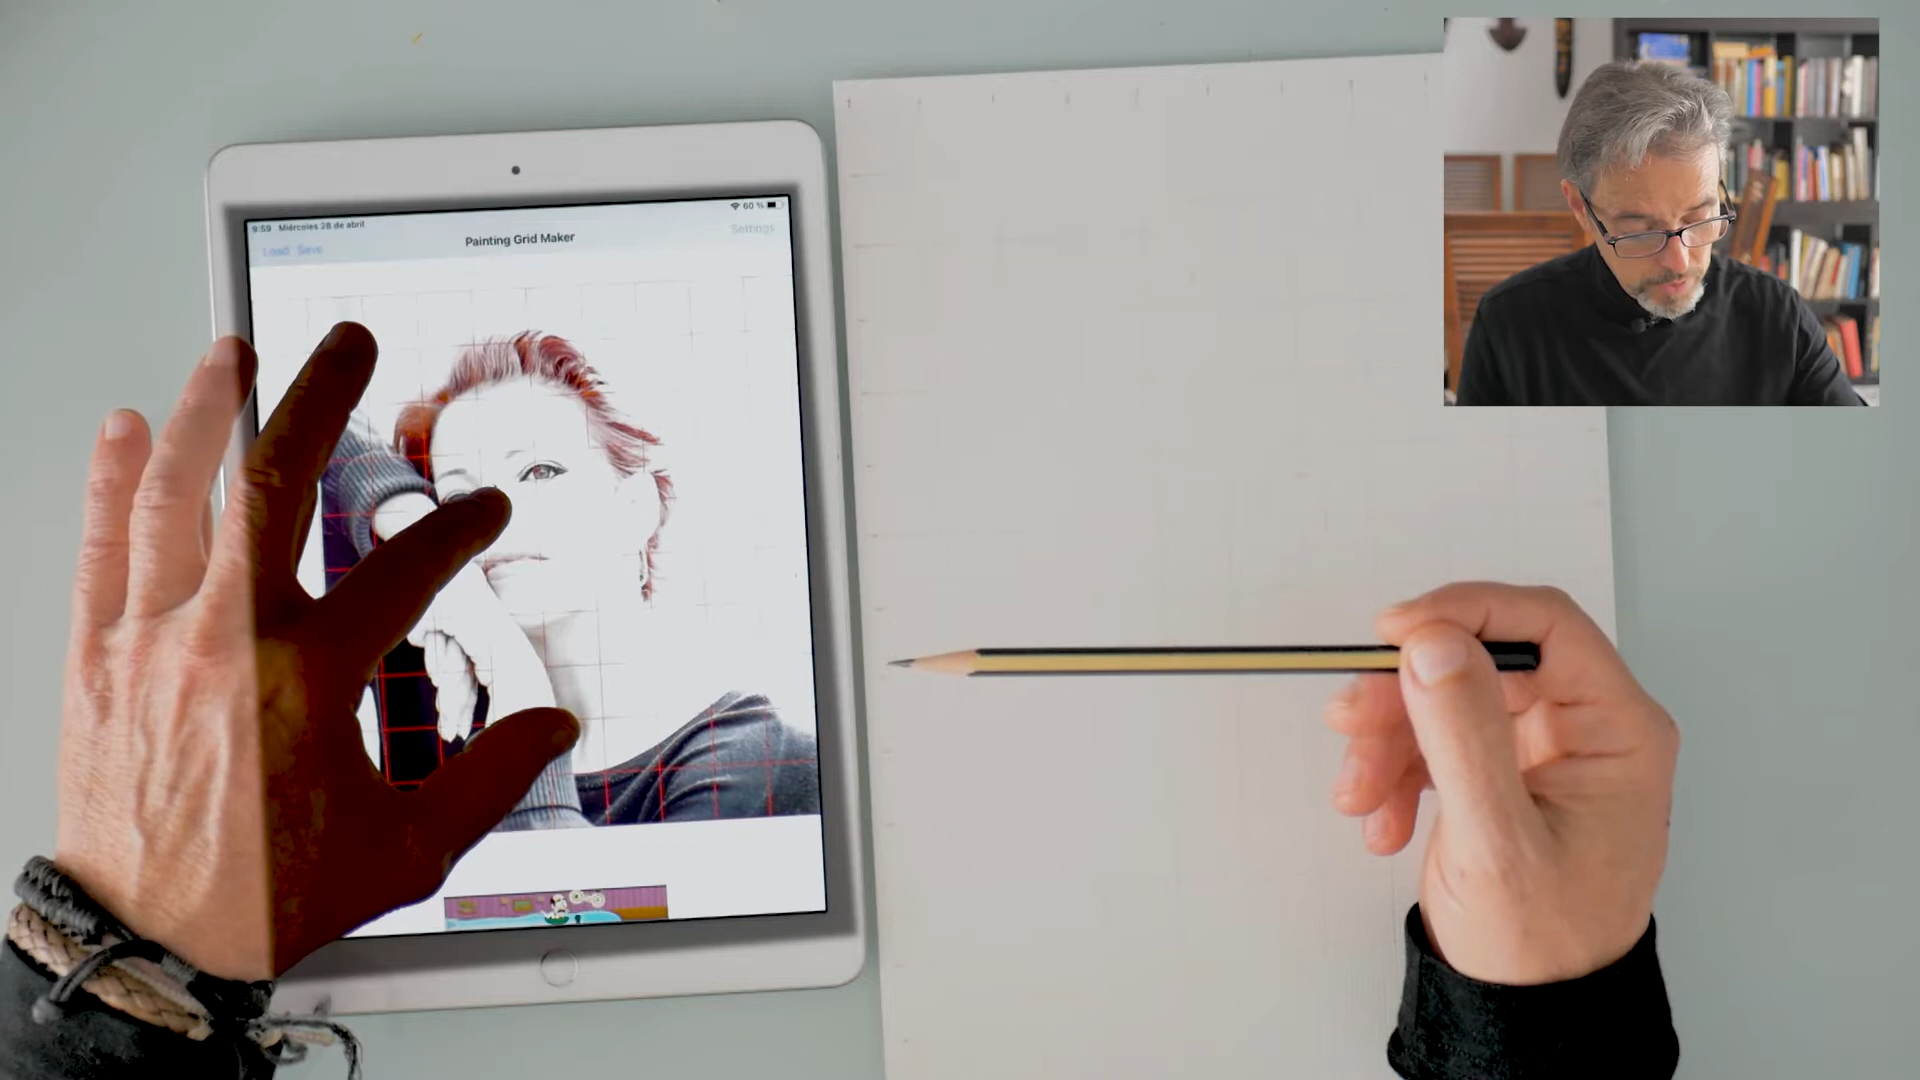 9:59 Miércoles 28 de abril
60 %
Load Save
Painting Grid Maker
Settings